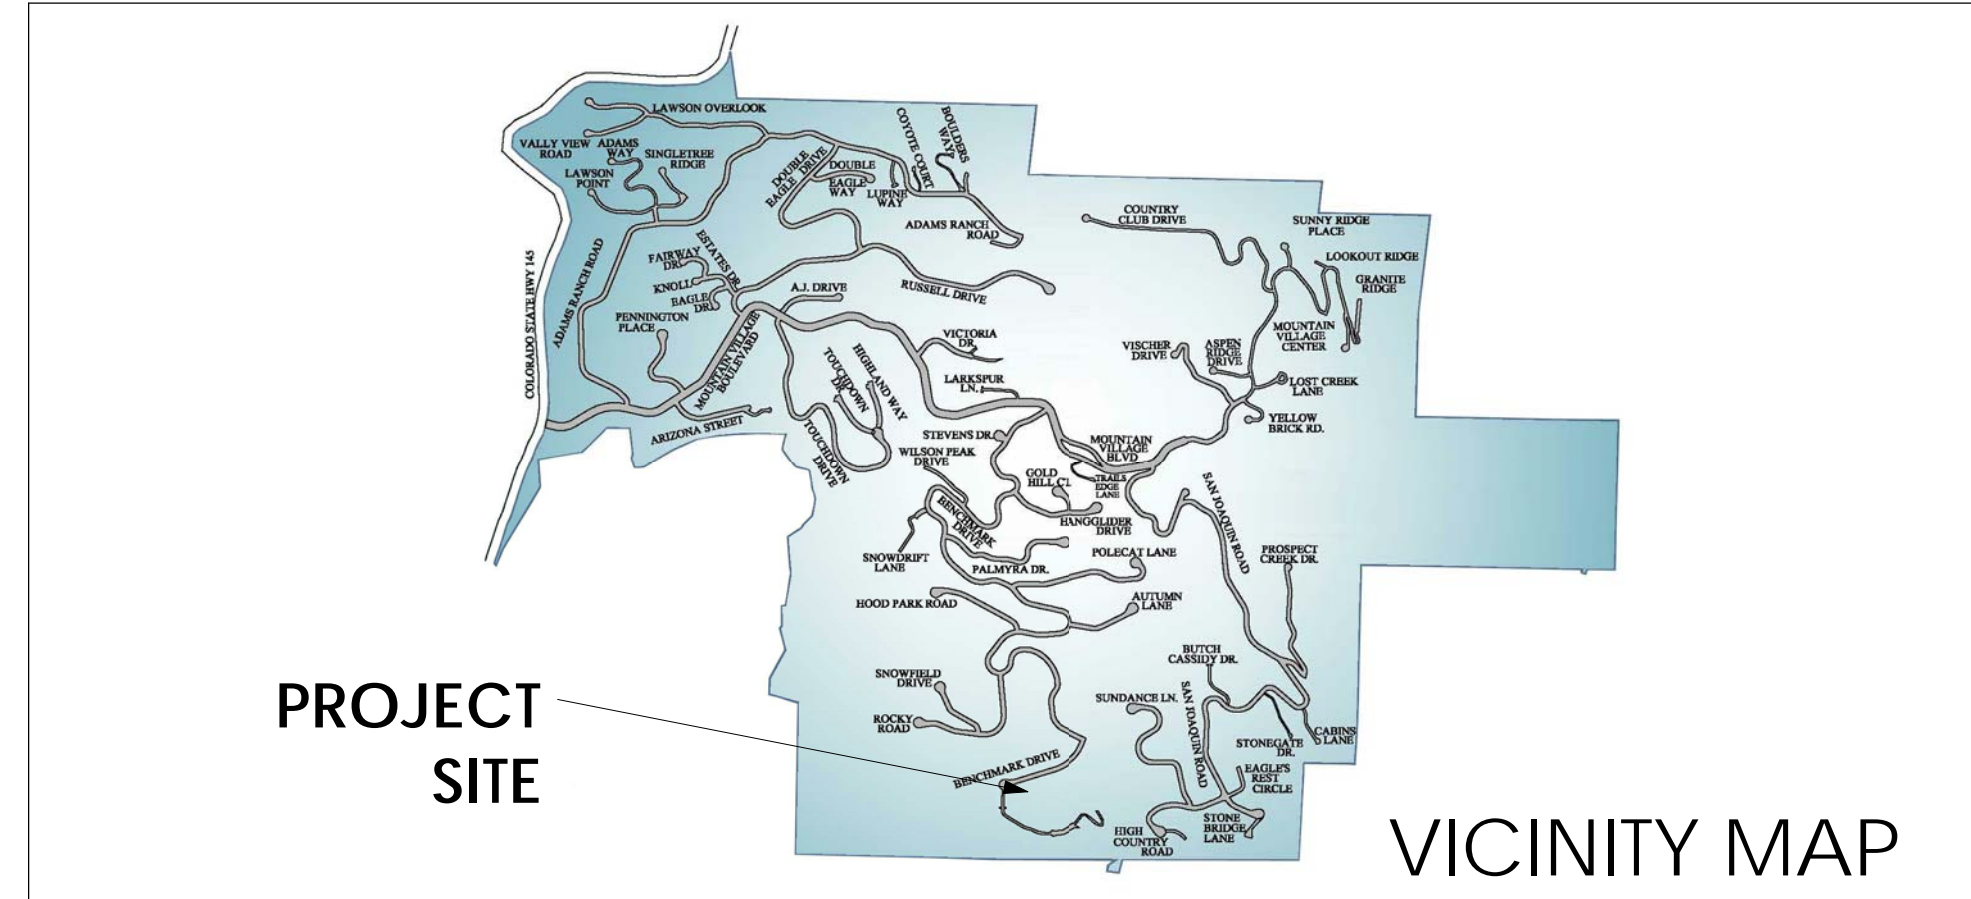 LAWSON OVERLOOK
VALLY VIEW
ROAD
ADAMS
WAY
SINGLETREE
RIDGE
LAWSON
POINT
DOUBLE
EAGLE DRIVE
DOUBLE
EAGLE
WAY
LUPINE
WAY
COYOTE COURT
BOULDERS
WAY
ADAMS RANCH
ROAD
COUNTRY
CLUB DRIVE
SUNNY RIDGE
PLACE
LOOKOUT RIDGE
GRANITE
RIDGE
COLORADO STATE HWY 145
ADAMS RANCH ROAD
FAIRWAY
DR.
ESTATES DR.
KNOLL
EAGLE
DR.
PENNINGTON
PLACE
A.J. DRIVE
RUSSELL DRIVE
MOUNTAIN VILLAGE
BOULEVARD
ARIZONA STREET
VICTORIA
DR.
TOUCHDOWN
DR.
HIGHLAND WAY
TOUCHDOWN
DRIVE
LARKSPUR
LN.
VISCHER
DRIVE
ASPEN
RIDGE
DRIVE
MOUNTAIN
VILLAGE
CENTER
LOST CREEK
LANE
YELLOW
BRICK RD.
STEVENS DR.
WILSON PEAK
DRIVE
MOUNTAIN
VILLAGE
BLVD
GOLD
HILL CT.
TRAILS
EDGE
LANE
BENCHMARK
DRIVE
HANGGLIDER
DRIVE
SAN JOAQUIN ROAD
SNOWDRIFT
LANE
PALMYRA DR.
POLECAT LANE
PROSPECT
CREEK DR.
HOOD PARK ROAD
AUTUMN
LANE
BUTCH
CASSIDY DR.
SNOWFIELD
DRIVE
SUNDANCE LN.
SAN JOAQUIN ROAD
ROCKY
ROAD
STONEGATE
DR.
CABINS
LANE
BENCHMARK DRIVE
EAGLE'S
REST
CIRCLE
HIGH
COUNTRY
ROAD
STONE
BRIDGE
LANE
PROJECT
SITE
VICINITY MAP